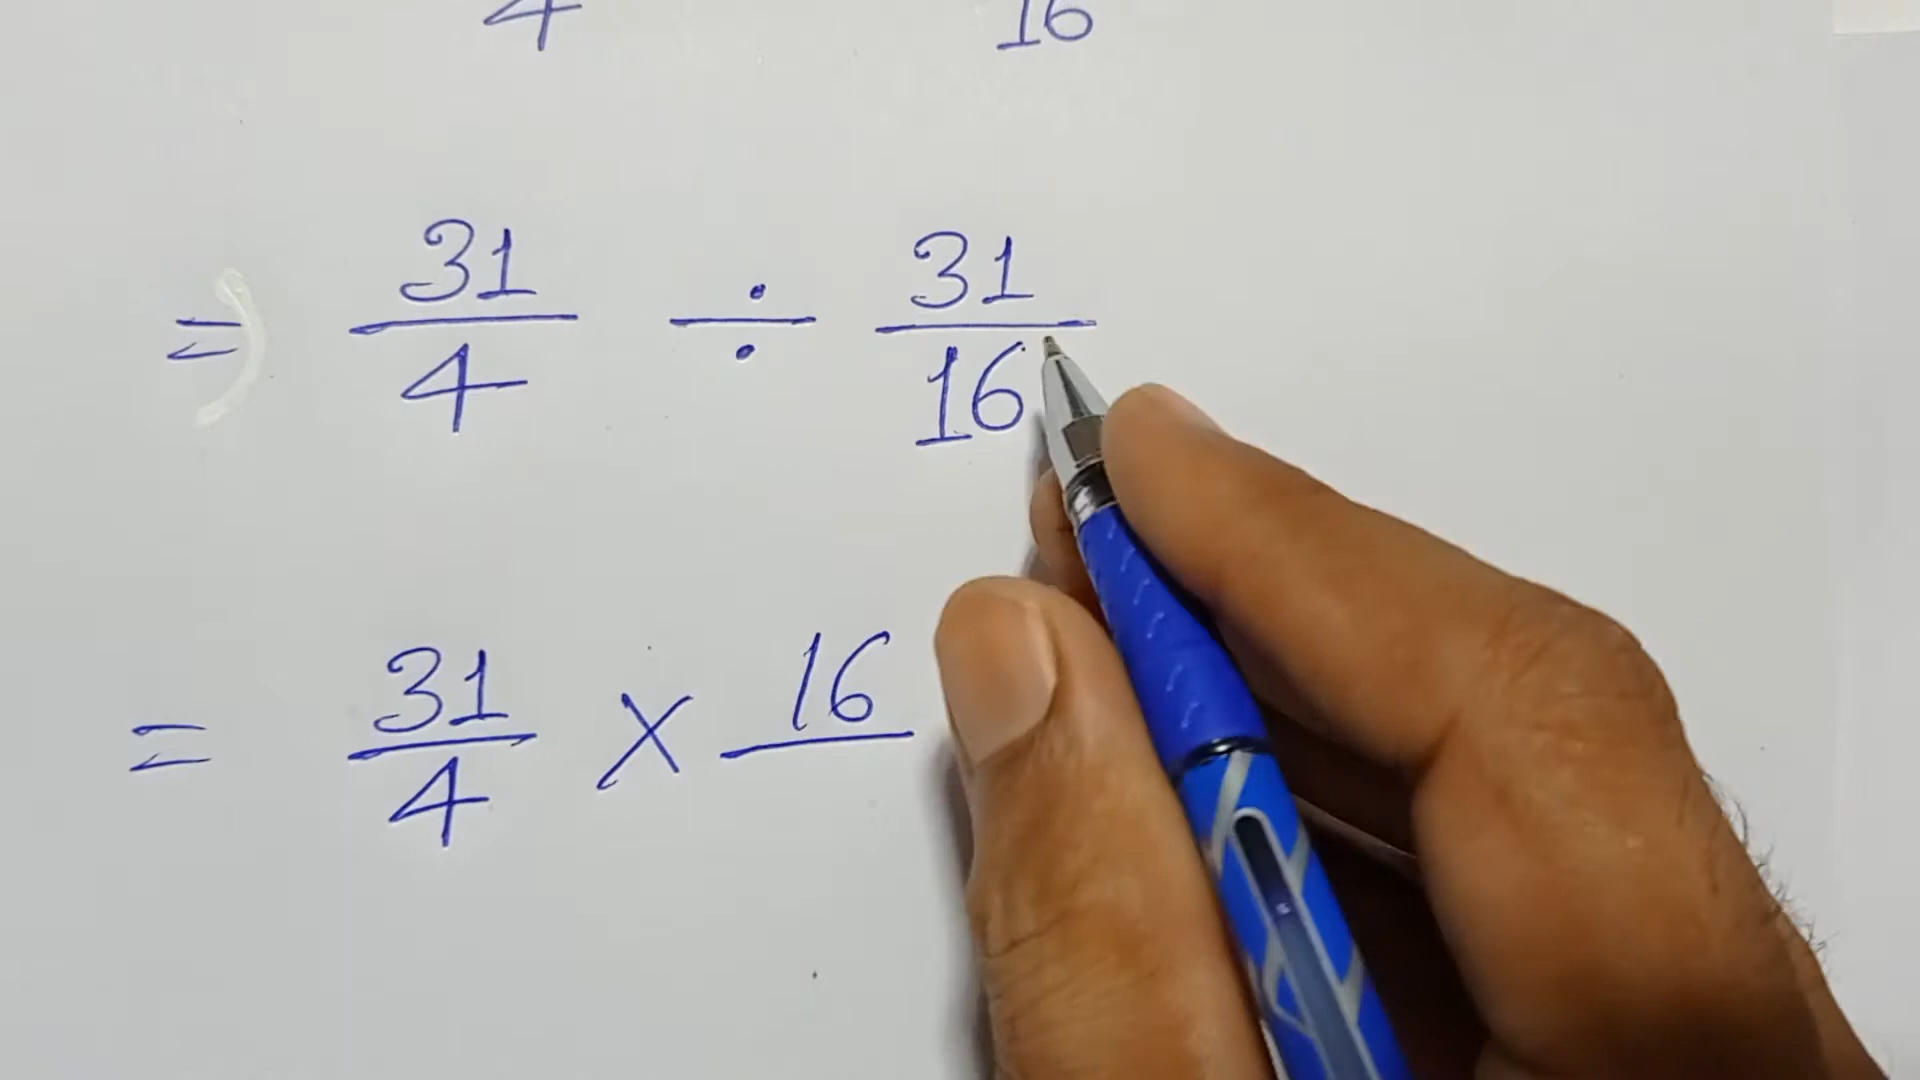 4 16
= 31/4 ÷ 31/16
= 31/4 × 16/